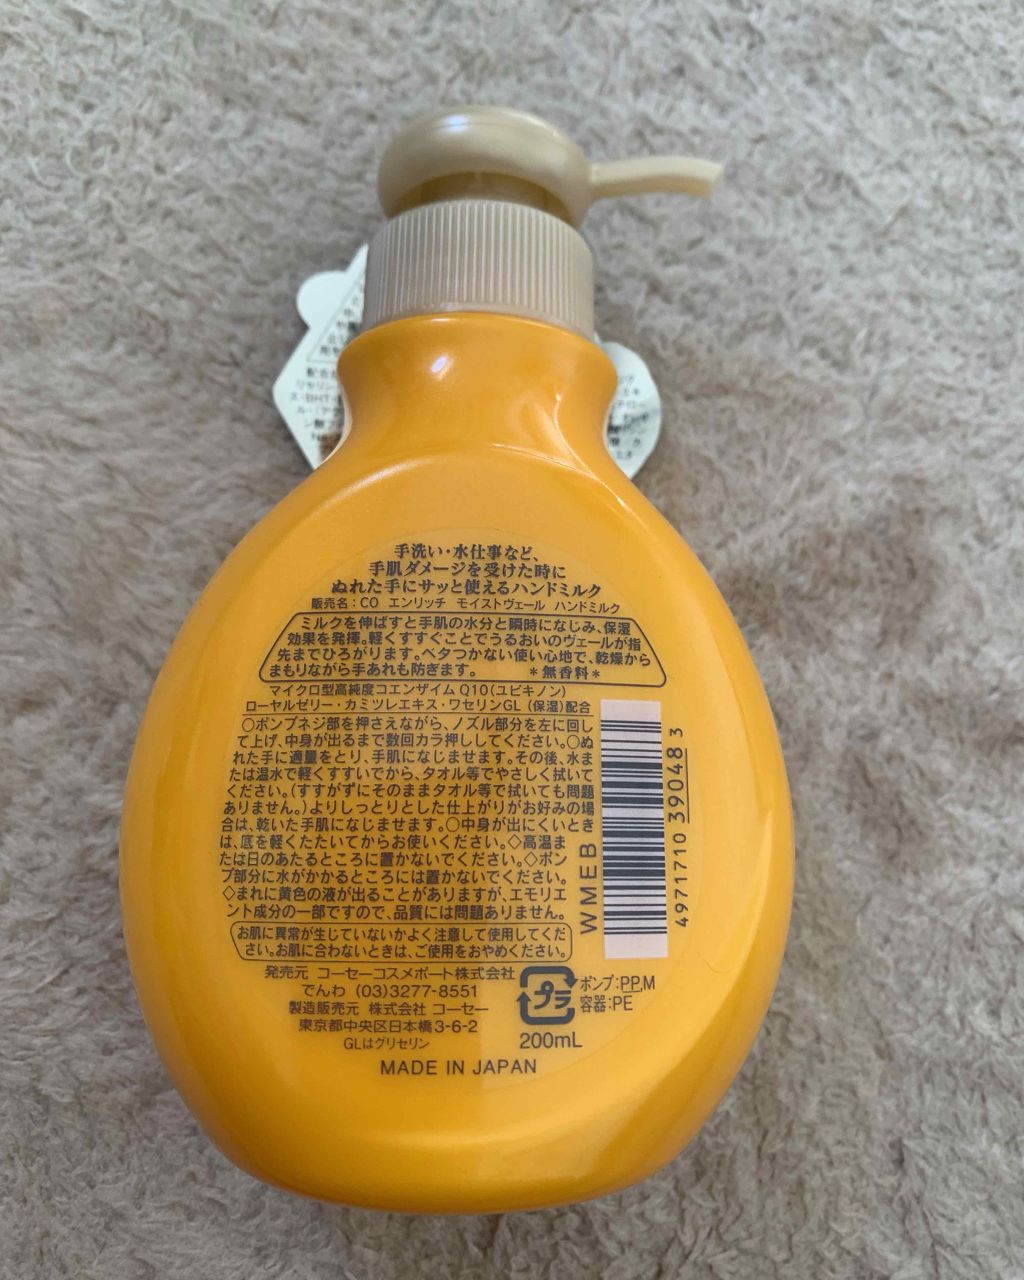 手洗い・水仕事など、
手肌ダメージを受けた時に
ぬれた手にサッと使えるハンドミルク
販売名：CO エンリッチ モイストヴェール ハンドミルク
ミルクを伸ばすと手肌の水分と瞬時になじみ、保湿
効果を発揮。軽くすすぐことでうるおいのヴェールが指
先までひろがります。ベタつかない使い心地で、乾燥から
まもりながら手あれも防ぎます。 ＊無香料＊
マイクロ型高純度コエンザイムQ10（ユビキノン）
ローヤルゼリー・カミツレエキス・ワセリンGL（保湿）配合
○ポンプネジ部を押さえながら、ノズル部分を左に回し
て上げ、中身が出るまで数回カラ押ししてください。○ぬ
れた手に適量をとり、手肌になじませます。その後、水ま
たは温水で軽くすすいでから、タオル等でやさしく拭いて
ください。（すすがずにそのままタオル等で拭いても問題
ありません。）よりしっとりとした仕上がりがお好みの場
合は、乾いた手肌になじませます。○中身が出にくいとき
は、底を軽くたたいてからお使いください。◇高温ま
たは日のあたるところに置かないでください。◇ポン
プ部分に水がかかるところには置かないでください。
◇まれに黄色の液が出ることがありますが、エモリエ
ント成分の一部ですので、品質には問題ありません。
お肌に異常が生じていないかよく注意して使用してくだ
さい。お肌に合わないときは、ご使用をおやめください。
発売元 コーセーコスメポート株式会社
でんわ （03）3277-8551
製造販売元 株式会社 コーセー
東京都中央区日本橋3-6-2
GLはグリセリン
MADE IN JAPAN
プラ
ポンプ：PP,M
容器：PE
200mL
WMEB
4971710 390483